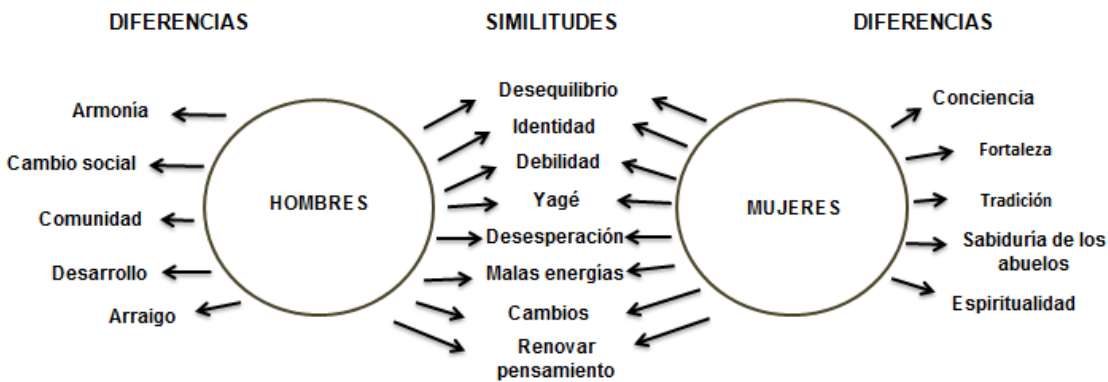 DIFERENCIAS
SIMILITUDES
DIFERENCIAS
Armonía
Cambio social
Comunidad
Desarrollo
Arraigo
HOMBRES
Desequilibrio
Identidad
Debilidad
Yagé
Desesperación
Malas energías
Cambios
Renovar
pensamiento
MUJERES
Conciencia
Fortaleza
Tradición
Sabiduría de los
abuelos
Espiritualidad